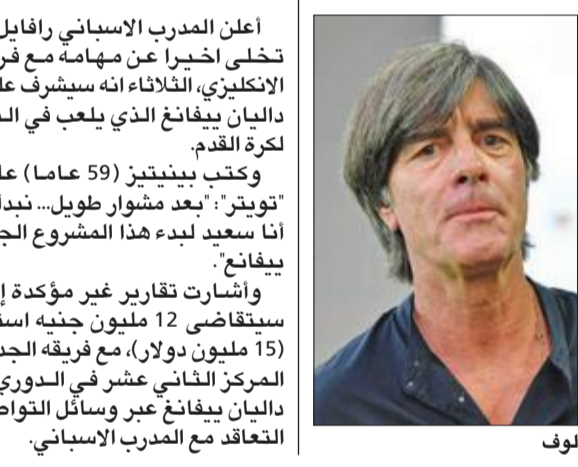 أعلن المدرب الاسباني رافايل
تخلى اخيرا عن مهامه مع فر
الانكليزي، الثلاثاء انه سيشرف عل
داليان ييفانغ الذي يلعب في الـ
لكرة القدم.
وكتب بينيتيز (59 عاما) عا
"تويتر": "بعد مشوار طويل... نبدأ
أنا سعيد لبدء هذا المشروع الج
ييفانغ".
وأشارت تقارير غير مؤكدة إ
سيتقاضى 12 مليون جنيه است
(15 مليون دولار)، مع فريقه الجد
المركز الثاني عشر في الدوري
داليان ييفانغ عبر وسائل التواص
التعاقد مع المدرب الاسباني.
لوف